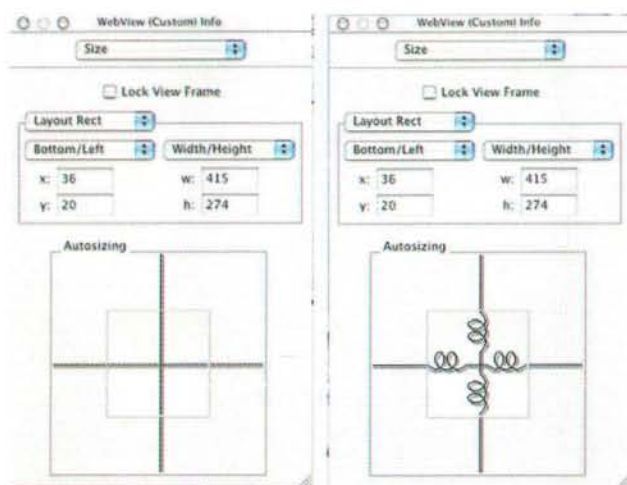 WebView (Custom) Info
Size
Lock View Frame
Layout Rect
Bottom/Left
Width/Height
x: 36
w: 415
y: 20
h: 274
Autosizing
WebView (Custom) Info
Size
Lock View Frame
Layout Rect
Bottom/Left
Width/Height
x: 36
w: 415
y: 20
h: 274
Autosizing